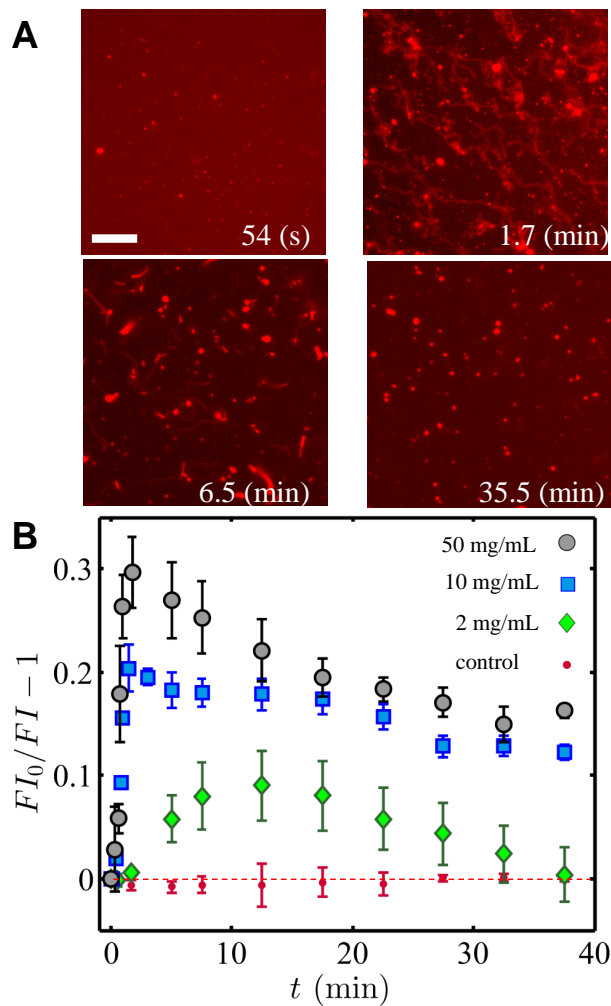 A
54 (s)
1.7 (min)
6.5 (min)
35.5 (min)
B
50 mg/mL
10 mg/mL
2 mg/mL
control
0.3
0.2
0.1
0
FI₀/FI − 1
0 10 20 30 40
t (min)